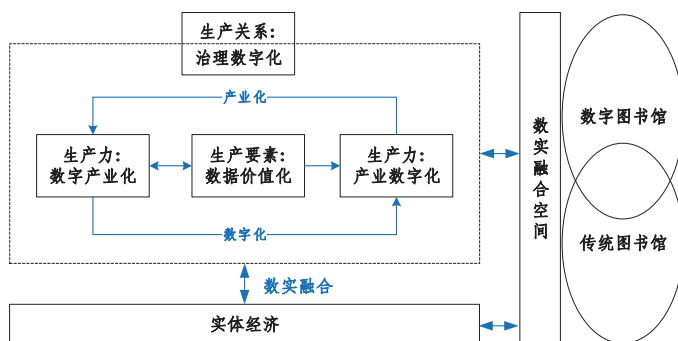 生产关系：
治理数字化
产业化
生产力：
数字产业化
生产要素：
数据价值化
生产力：
产业数字化
数字化
数实融合
实体经济
数实融合空间
数字图书馆
传统图书馆